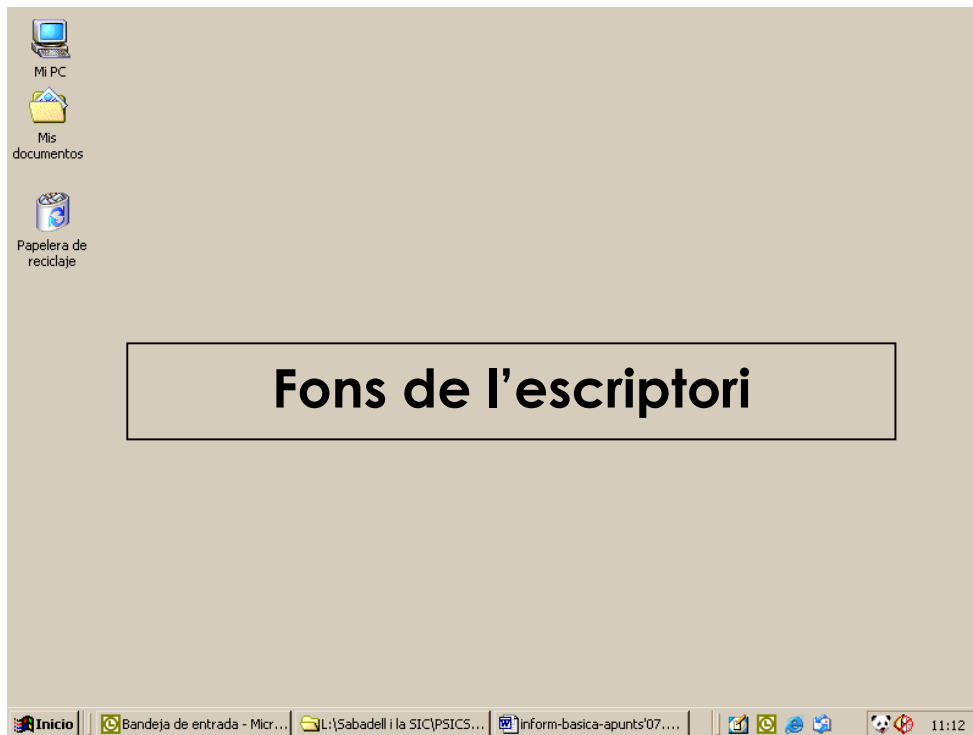 Mi PC
Mis
documentos
Papelera de
reciclaje
Fons de l'escriptori
Inicio
Bandeja de entrada - Micr...
L:\Sabadell i la SIC\PSICS...
inform-basica-apunts'07....
11:12